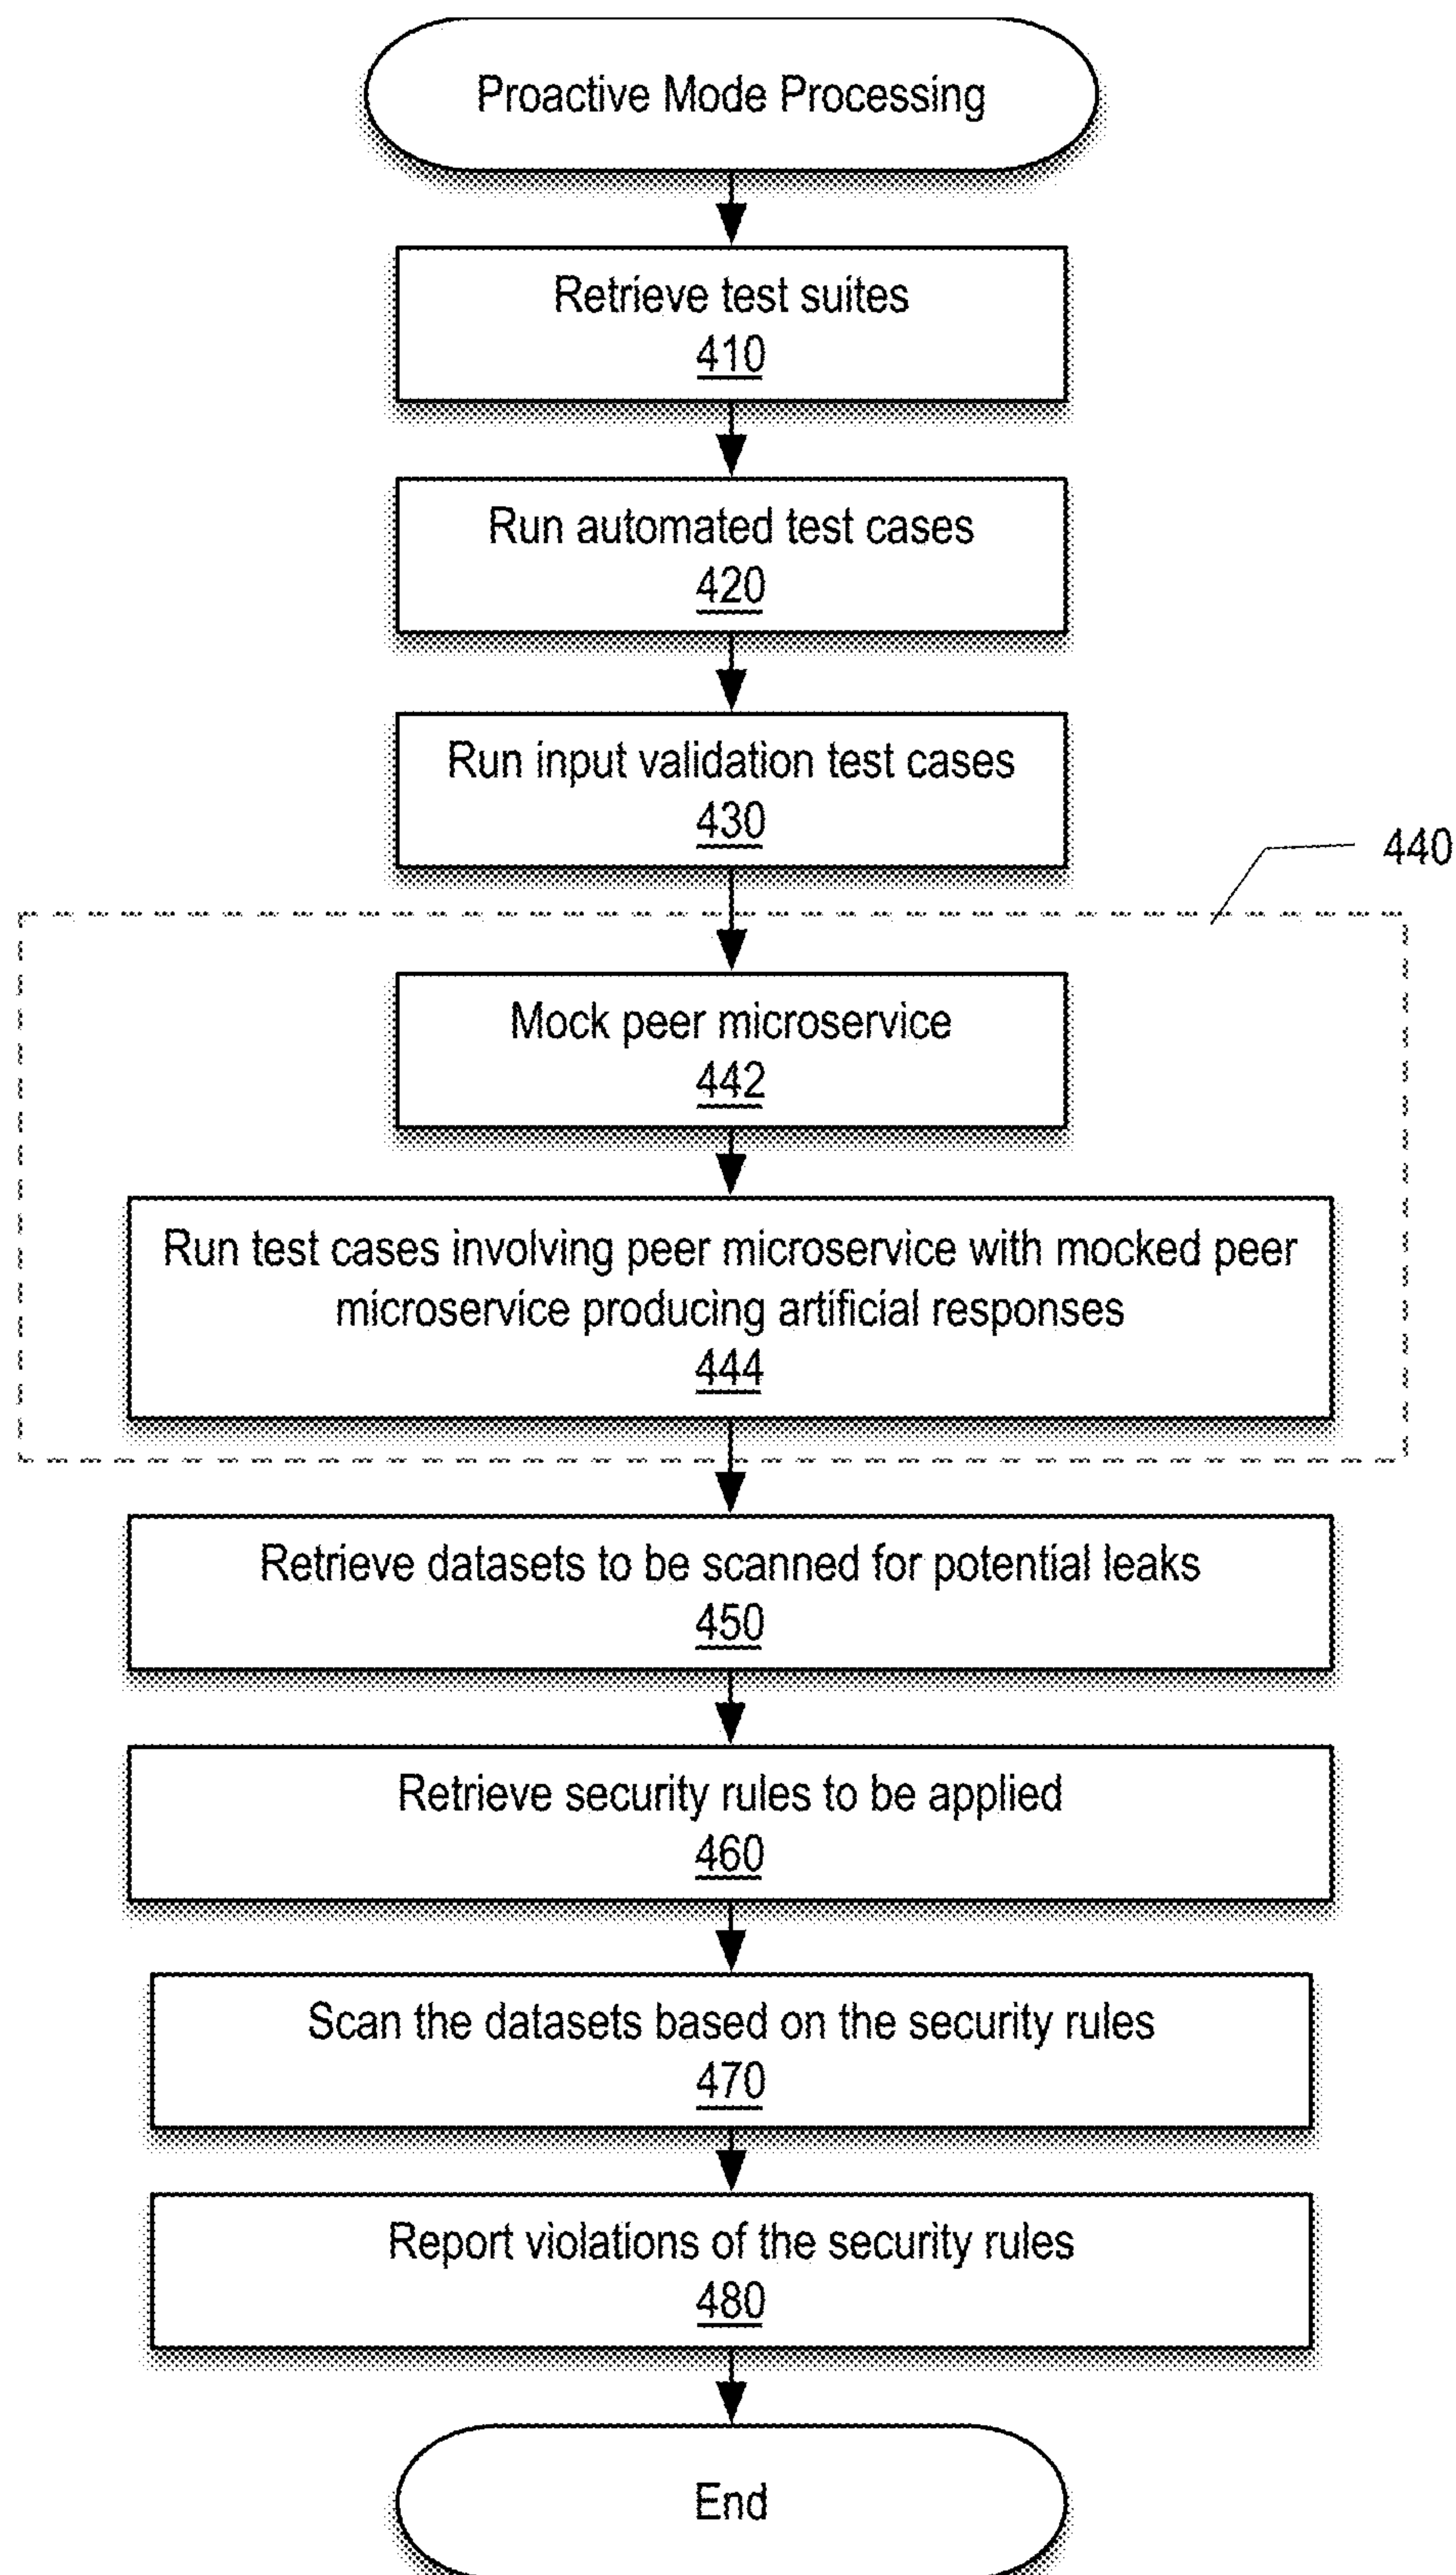 Proactive Mode Processing
Retrieve test suites
410
Run automated test cases
420
Run input validation test cases
430
440
Mock peer microservice
442
Run test cases involving peer microservice with mocked peer
microservice producing artificial responses
444
Retrieve datasets to be scanned for potential leaks
450
Retrieve security rules to be applied
460
Scan the datasets based on the security rules
470
Report violations of the security rules
480
End